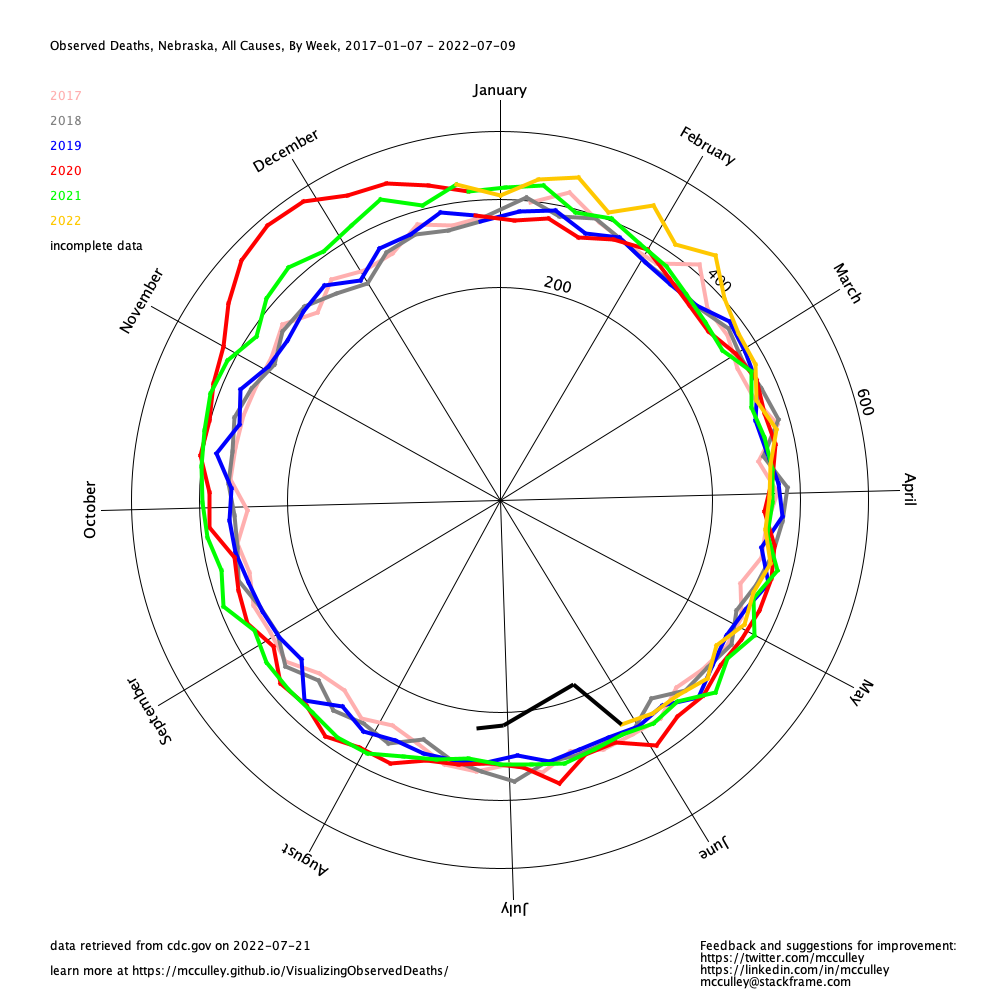 Observed Deaths, Nebraska, All Causes, By Week, 2017-01-07 - 2022-07-09
2017
2018
2019
2020
2021
2022
incomplete data
January
February
March
April
May
June
July
August
September
October
November
December
200
400
600
data retrieved from cdc.gov on 2022-07-21
learn more at https://mcculley.github.io/VisualizingObservedDeaths/
Feedback and suggestions for improvement:
https://twitter.com/mcculley
https://linkedin.com/in/mcculley
mcculley@stackframe.com